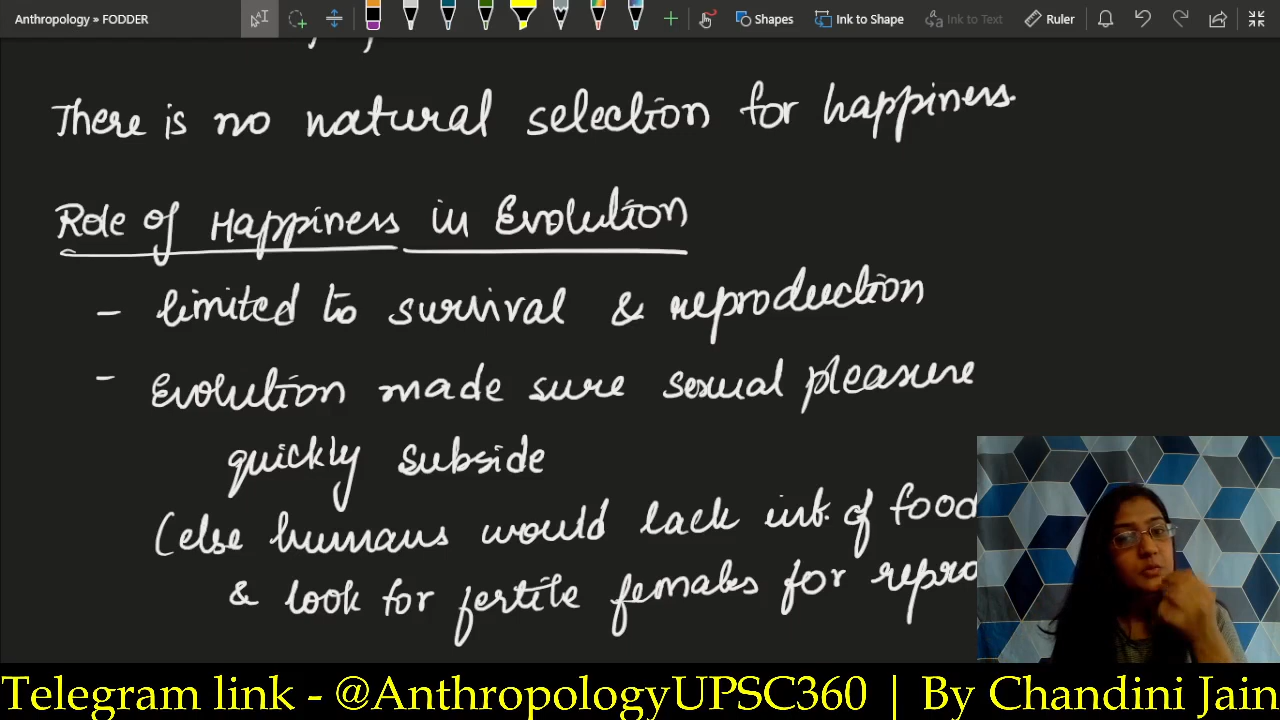 Anthropology » FODDER
Shapes
Ink to Shape
Ink to Text
Ruler
There is no natural selection for happiness.
Role of Happiness in Evolution
- limited to survival & reproduction
- Evolution made sure sexual pleasure
quickly subside
(else humans would lack int. of food
& look for fertile females for repro
Telegram link - @AnthropologyUPSC360 | By Chandini Jain